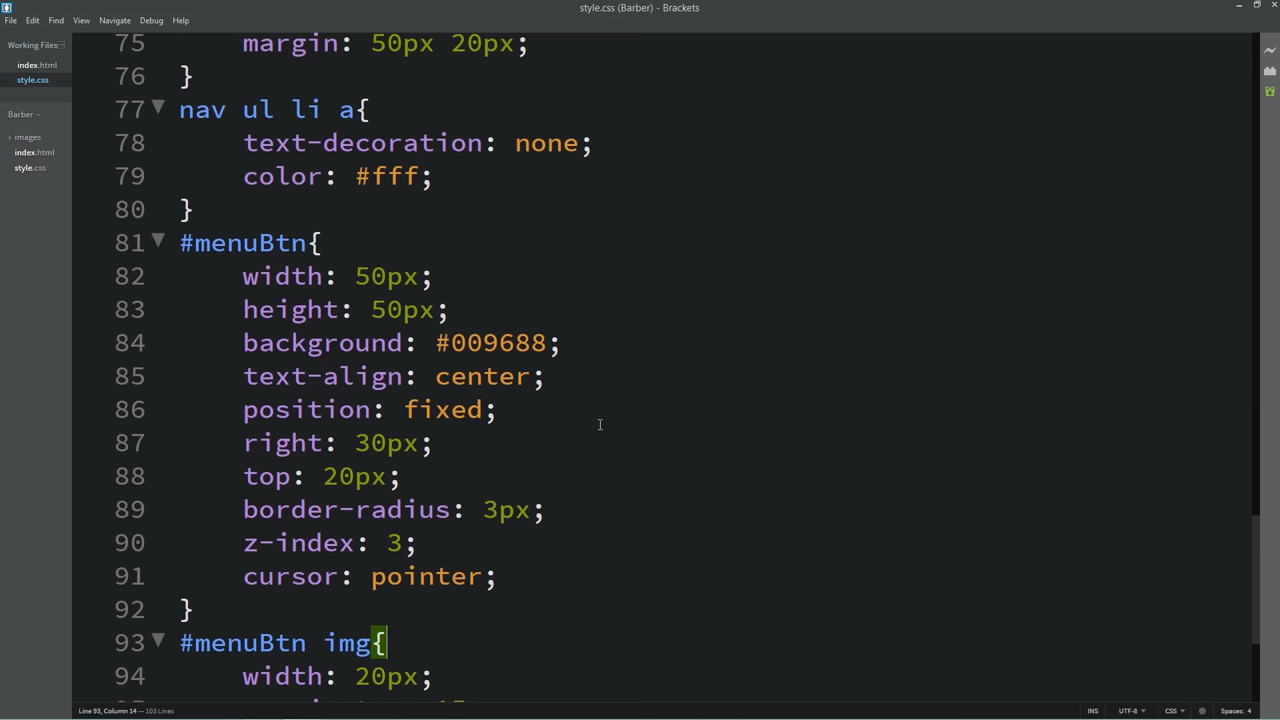 style.css (Barber) - Brackets
File Edit Find View Navigate Debug Help
Working Files
index.html
style.css
Barber
images
index.html
style.css
75 margin: 50px 20px;
76 }
77 nav ul li a{
78 text-decoration: none;
79 color: #fff;
80 }
81 #menuBtn{
82 width: 50px;
83 height: 50px;
84 background: #009688;
85 text-align: center;
86 position: fixed;
87 right: 30px;
88 top: 20px;
89 border-radius: 3px;
90 z-index: 3;
91 cursor: pointer;
92 }
93 #menuBtn img{
94 width: 20px;
Line 93, Column 14 — 103 Lines
INS UTF-8 CSS Spaces: 4